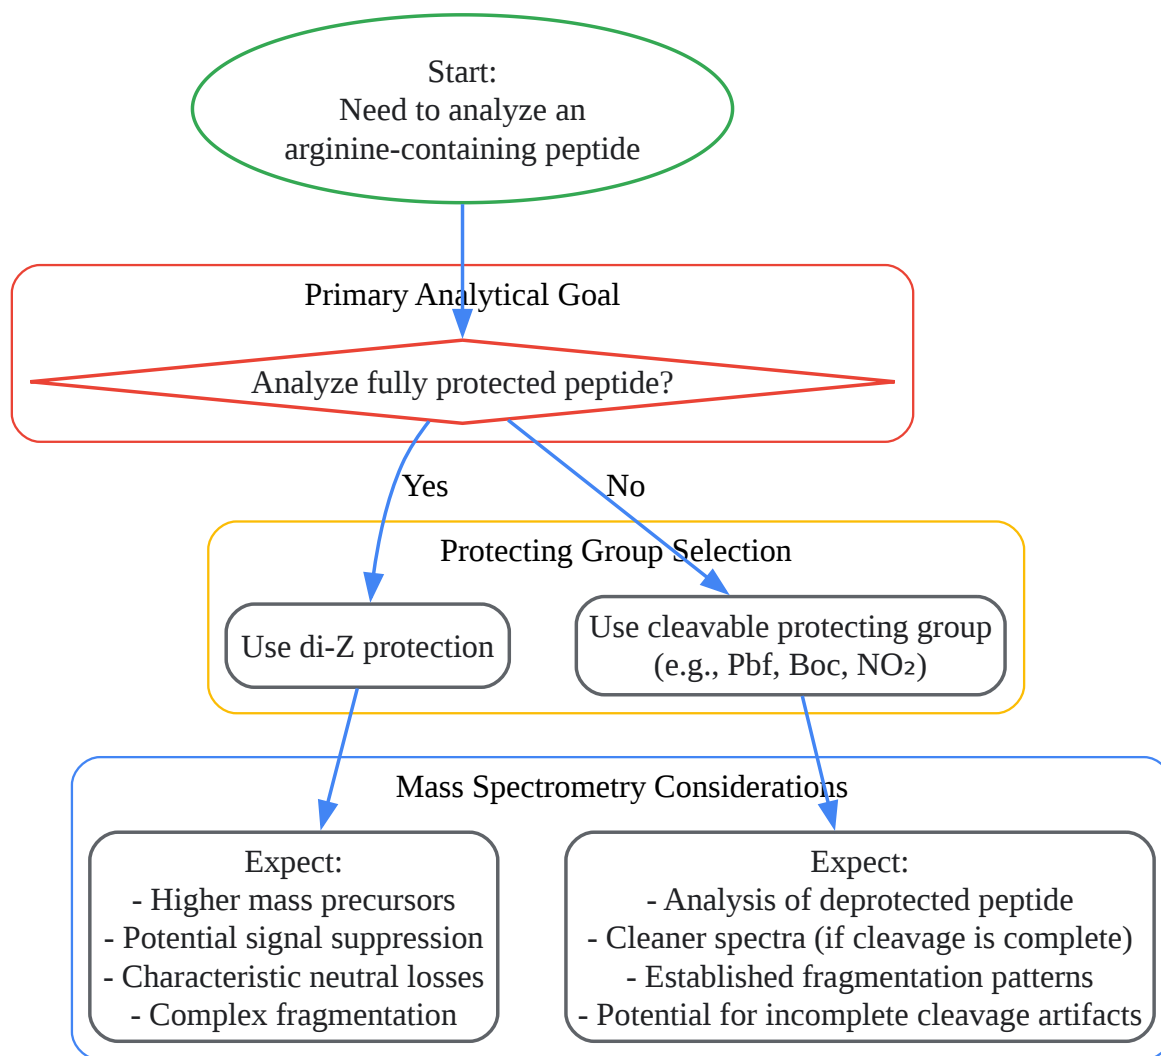 Start:
Need to analyze an
arginine-containing peptide
Primary Analytical Goal
Analyze fully protected peptide?
Yes
No
Protecting Group Selection
Use di-Z protection
Use cleavable protecting group
(e.g., Pbf, Boc, NO₂)
Mass Spectrometry Considerations
Expect:
- Higher mass precursors
- Potential signal suppression
- Characteristic neutral losses
- Complex fragmentation
Expect:
- Analysis of deprotected peptide
- Cleaner spectra (if cleavage is complete)
- Established fragmentation patterns
- Potential for incomplete cleavage artifacts